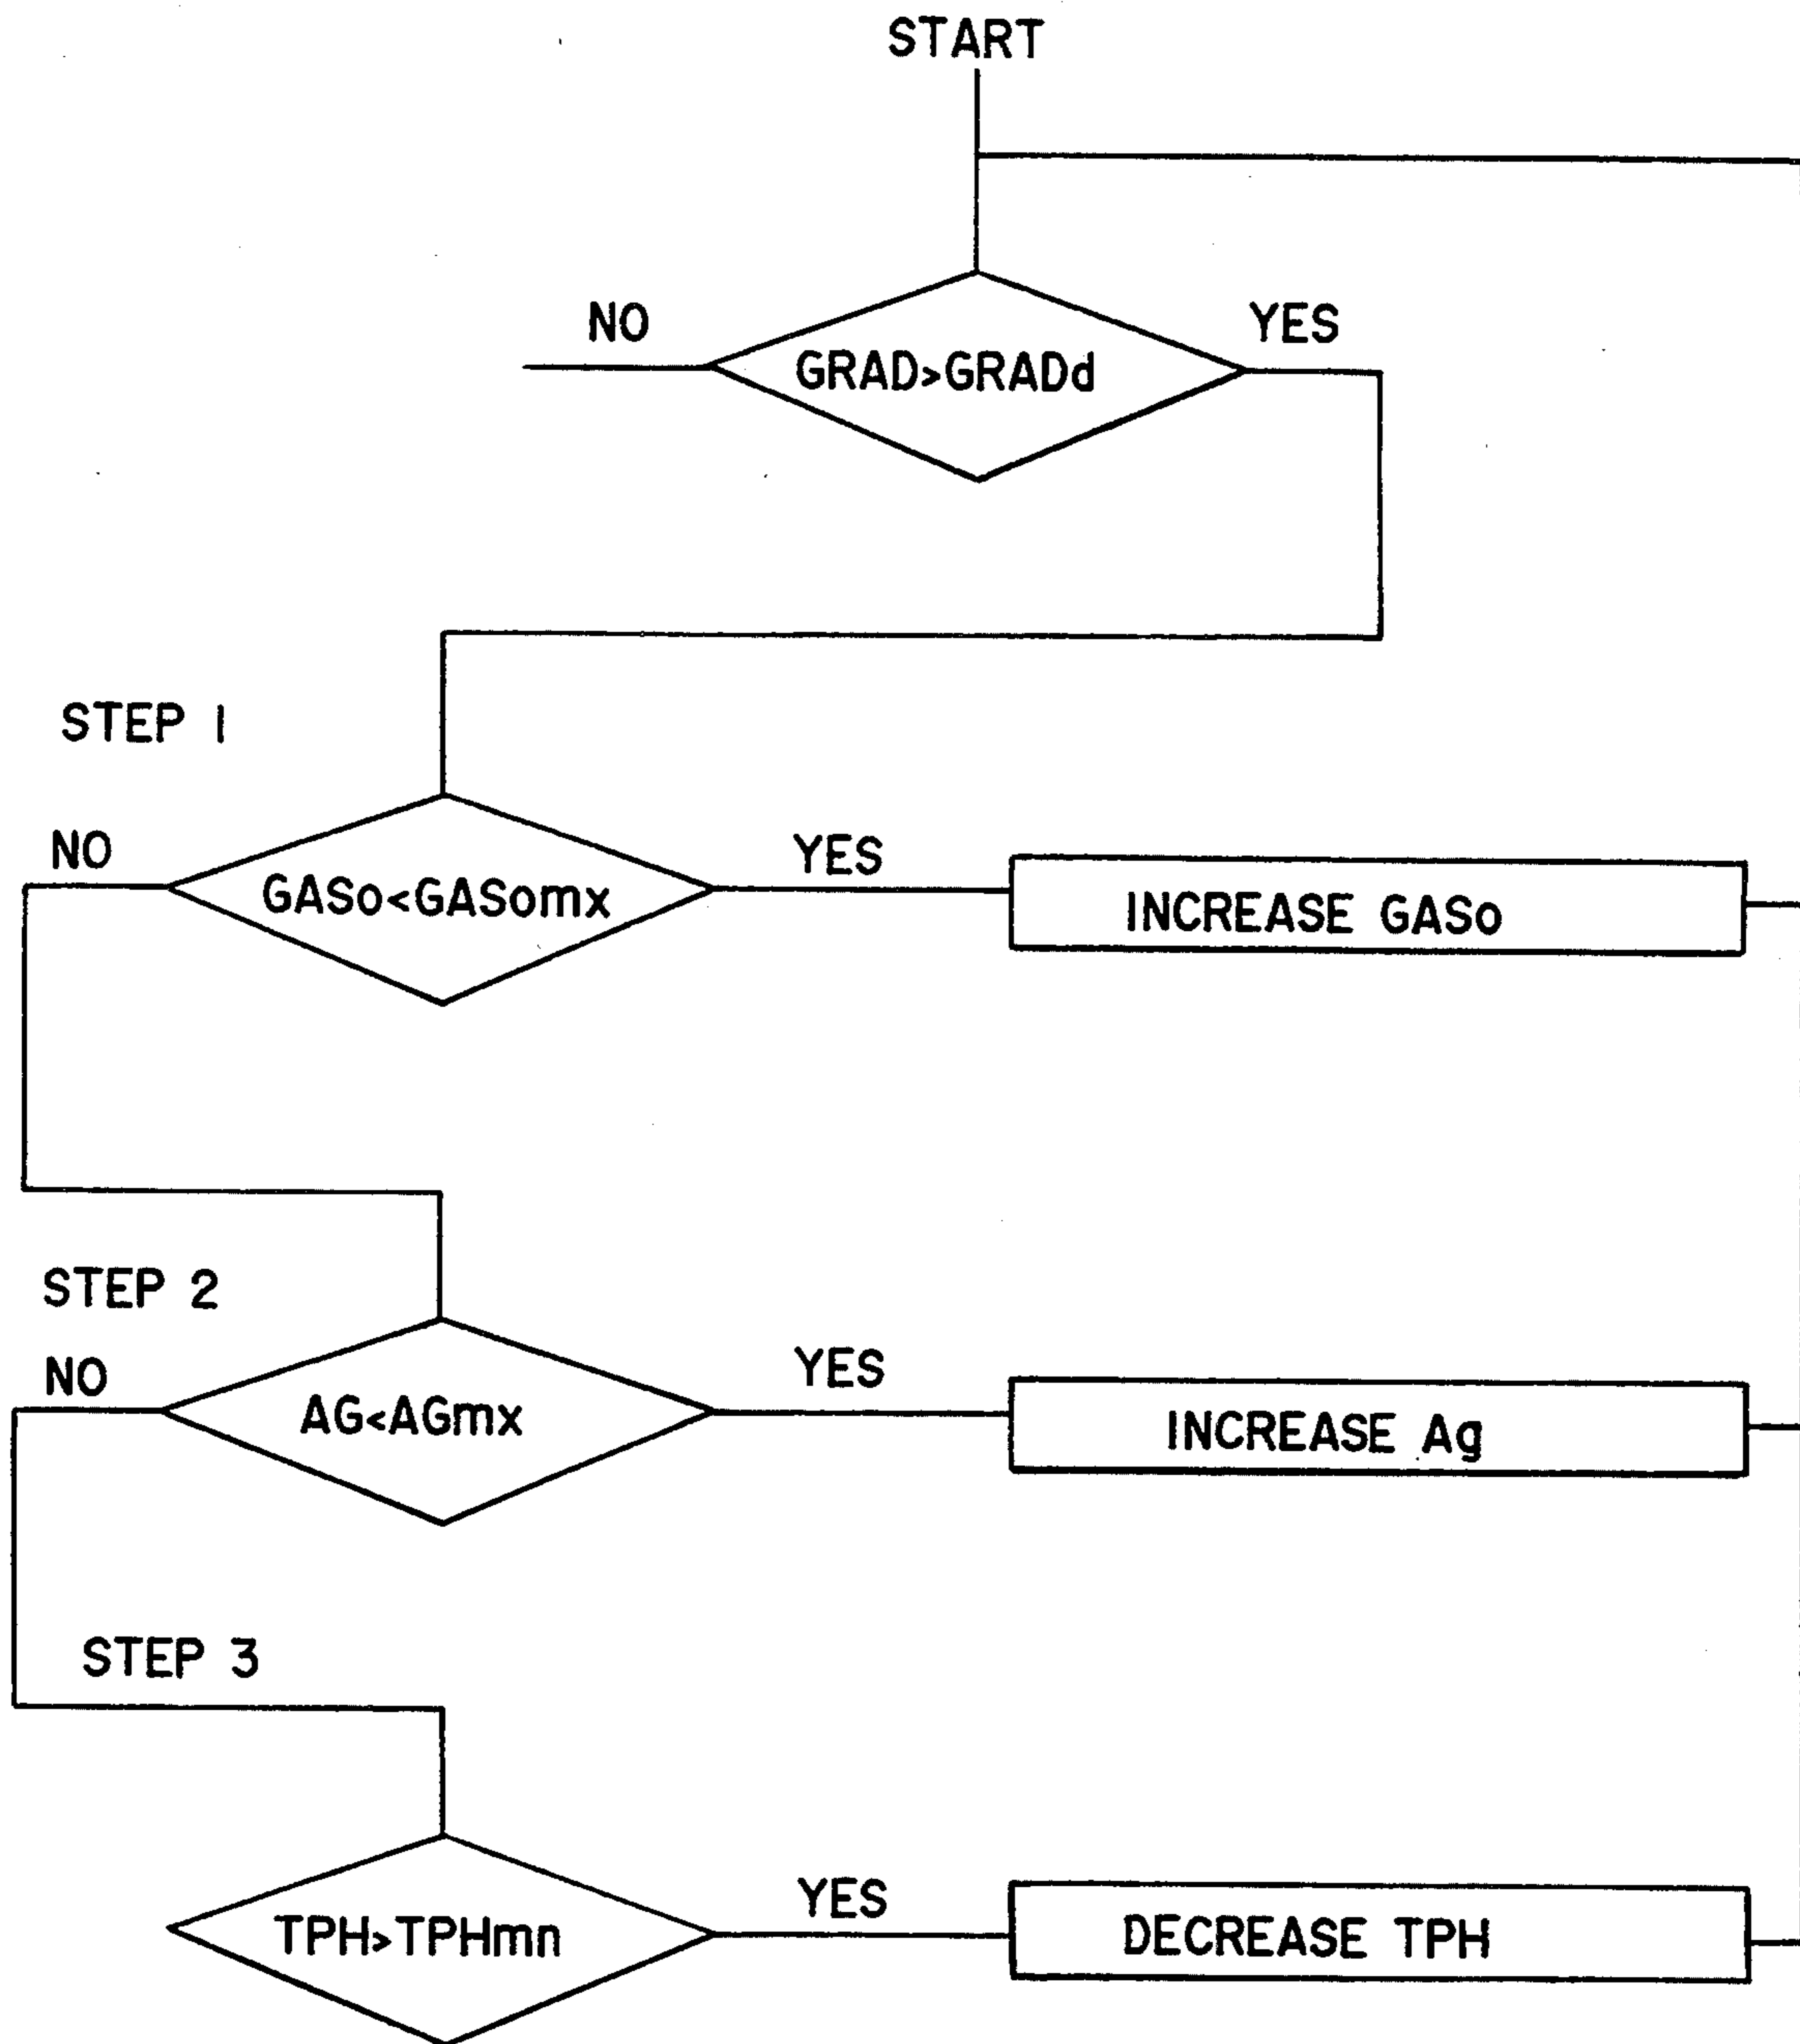 START
NO
YES
GRAD>GRADd
STEP 1
NO
YES
GASo<GASomx
INCREASE GASo
STEP 2
NO
YES
AG<AGmx
INCREASE Ag
STEP 3
YES
TPH>TPHmn
DECREASE TPH